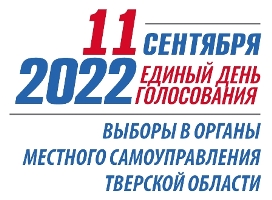 11 СЕНТЯБРЯ
2022 ЕДИНЫЙ ДЕНЬ
ГОЛОСОВАНИЯ
ВЫБОРЫ В ОРГАНЫ
МЕСТНОГО САМОУПРАВЛЕНИЯ
ТВЕРСКОЙ ОБЛАСТИ